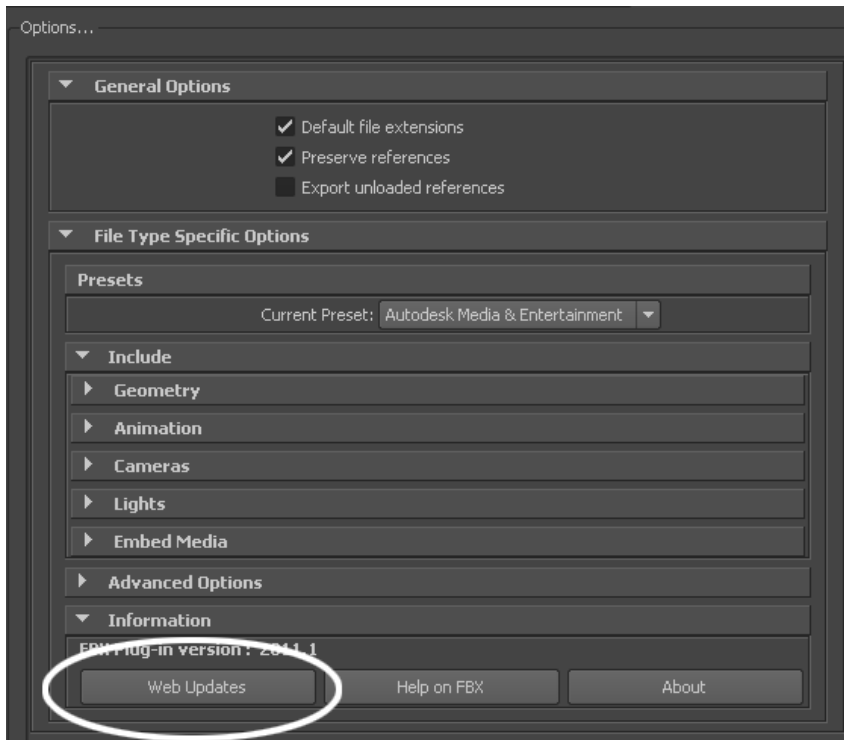 Options...
General Options
Default file extensions
Preserve references
Export unloaded references
File Type Specific Options
Presets
Current Preset: Autodesk Media & Entertainment
Include
Geometry
Animation
Cameras
Lights
Embed Media
Advanced Options
Information
FBX Plug-in version : 2011.1
Web Updates Help on FBX About